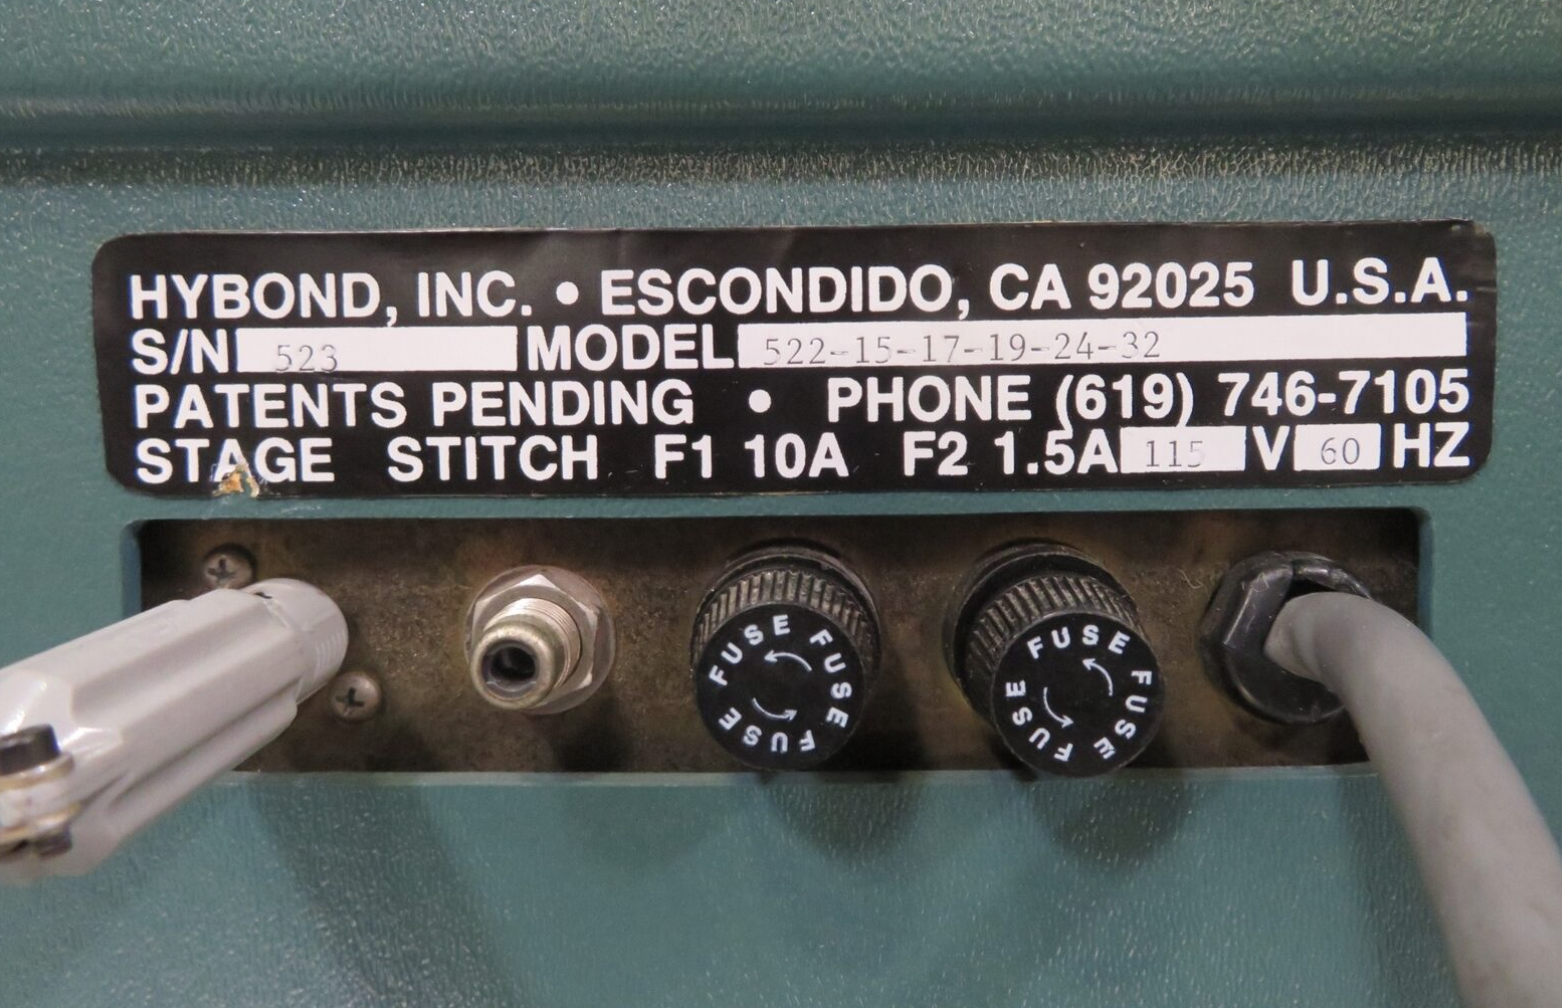 HYBOND, INC. • ESCONDIDO, CA 92025 U.S.A.
S/N 523 MODEL 522-15-17-19-24-32
PATENTS PENDING • PHONE (619) 746-7105
STAGE STITCH F1 10A F2 1.5A 115 V 60 HZ
FUSE FUSE FUSE
FUSE FUSE FUSE FUSE